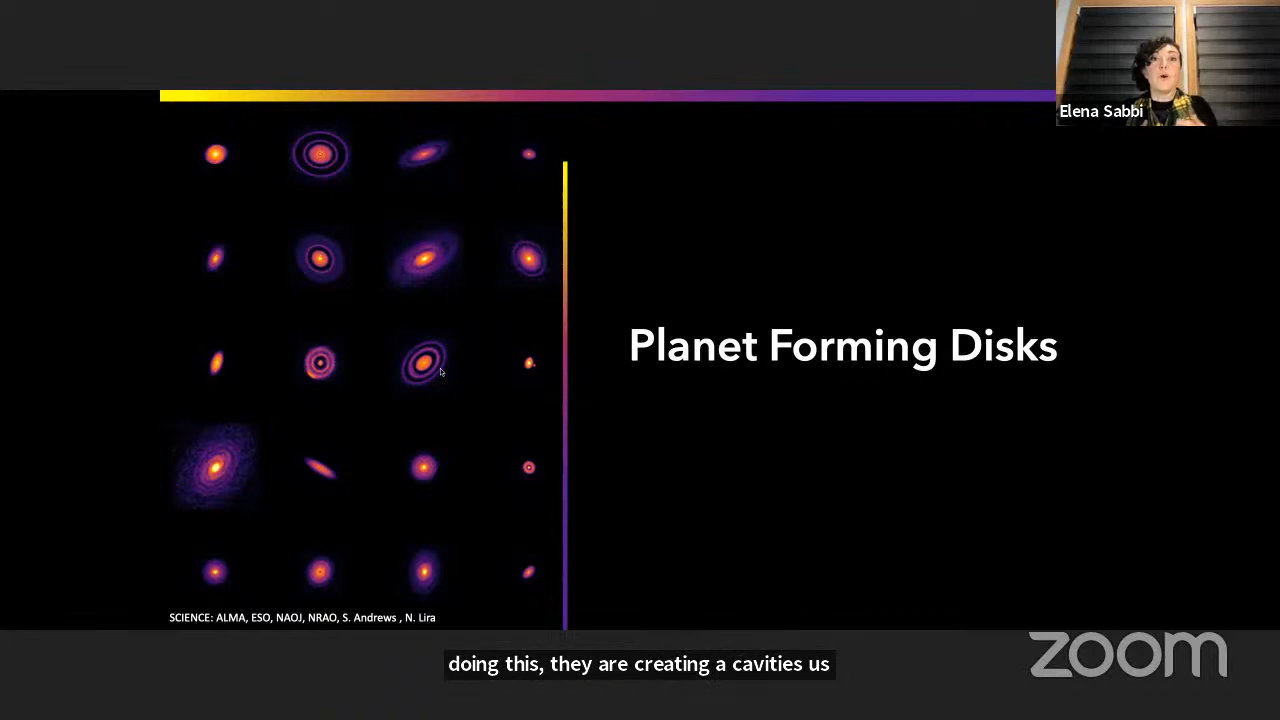 Elena Sabbi
Planet Forming Disks
SCIENCE: ALMA, ESO, NAOJ, NRAO, S. Andrews , N. Lira
doing this, they are creating a cavities us
zoom